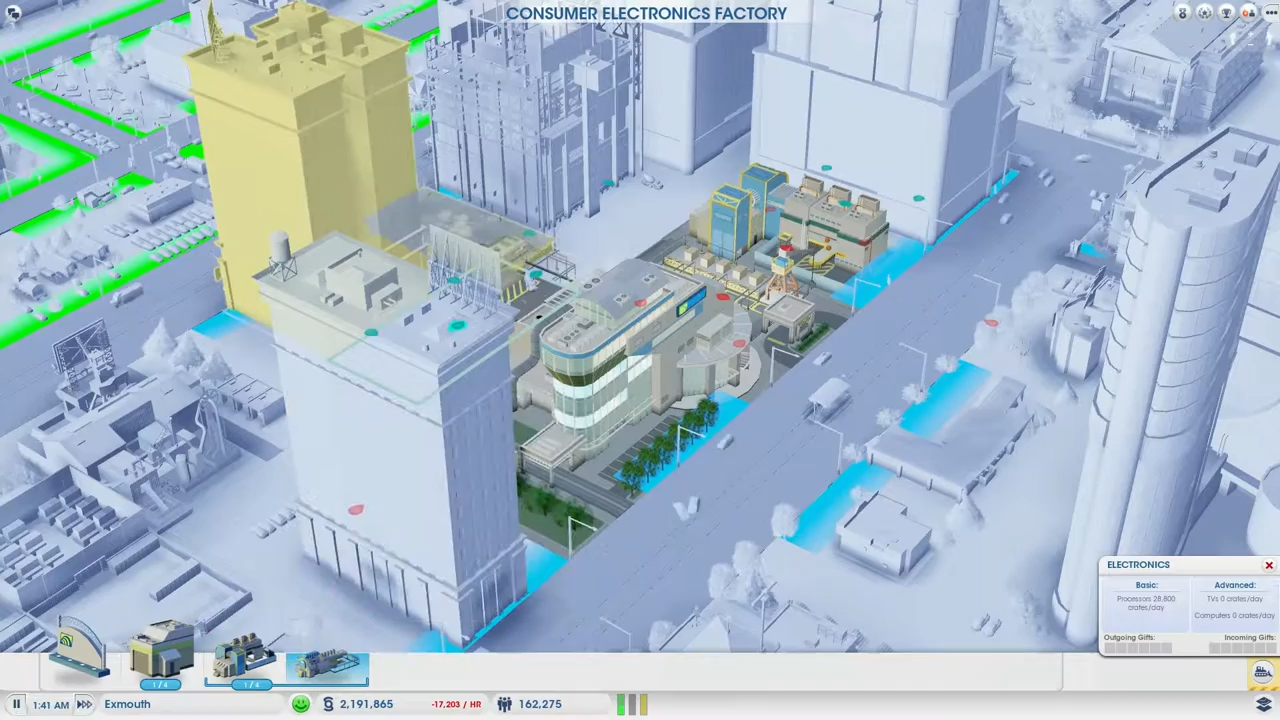 CONSUMER ELECTRONICS FACTORY
ELECTRONICS
Basic:
Advanced:
Processors 28,800
crates/day
TVs 0 crates/day
Computers 0 crates/day
Outgoing Gifts:
Incoming Gifts:
1/4
1/4
1:41 AM
Exmouth
2,191,865
-17,203 / HR
162,275